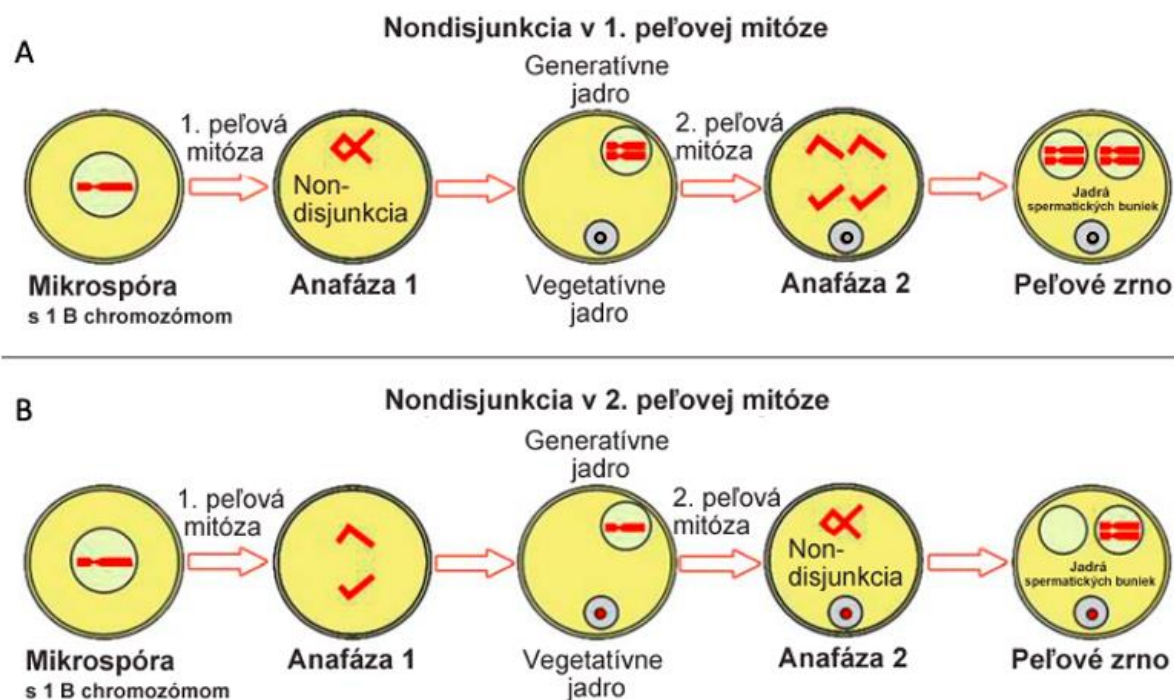 A
Nondisjunkcia v 1. peľovej mitóze
Generatívne
jadro
1. peľová
mitóza
2. peľová
mitóza
Non-
disjunkcia
Jadrá
spermatických buniek
Mikrospóra
s 1 B chromozómom
Anafáza 1
Vegetatívne
jadro
Anafáza 2
Peľové zrno
B
Nondisjunkcia v 2. peľovej mitóze
Generatívne
jadro
1. peľová
mitóza
2. peľová
mitóza
Non-
disjunkcia
Jadrá
spermatických buniek
Mikrospóra
s 1 B chromozómom
Anafáza 1
Vegetatívne
jadro
Anafáza 2
Peľové zrno